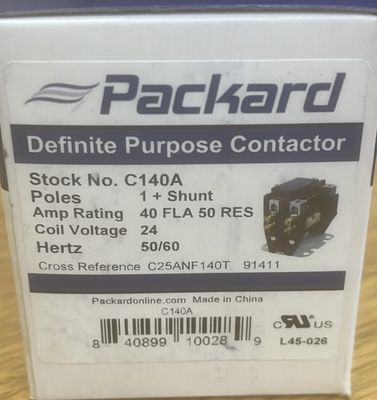 Packard
Definite Purpose Contactor
Stock No. C140A
Poles 1 + Shunt
Amp Rating 40 FLA 50 RES
Coil Voltage 24
Hertz 50/60
Cross Reference C25ANF140T 91411
Packardonline.com Made in China
C140A
8 40899 10028 9
c RU US
L45-026